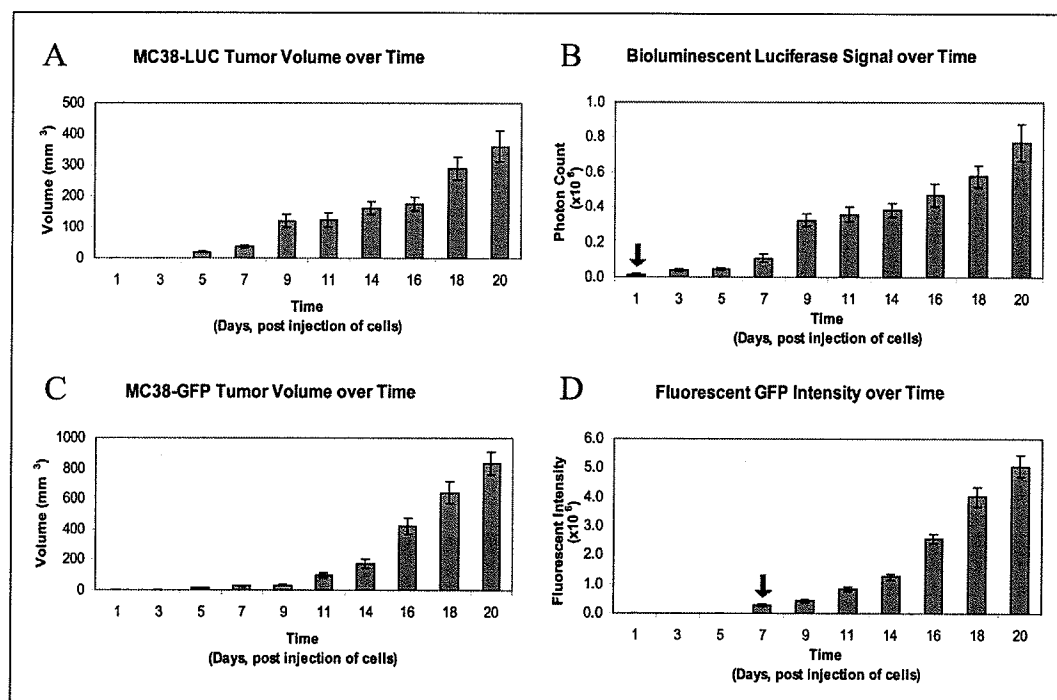 A
MC38-LUC Tumor Volume over Time
Volume (mm ³)
500
400
300
200
100
0
1 3 5 7 9 11 14 16 18 20
Time
(Days, post injection of cells)
B
Bioluminescent Luciferase Signal over Time
Photon Count
(x10⁶)
1.0
0.8
0.6
0.4
0.2
0.0
1 3 5 7 9 11 14 16 18 20
Time
(Days, post injection of cells)
C
MC38-GFP Tumor Volume over Time
Volume (mm ³)
1000
800
600
400
200
0
1 3 5 7 9 11 14 16 18 20
Time
(Days, post injection of cells)
D
Fluorescent GFP Intensity over Time
Fluorescent Intensity
(x10⁶)
6.0
5.0
4.0
3.0
2.0
1.0
0.0
1 3 5 7 9 11 14 16 18 20
Time
(Days, post injection of cells)